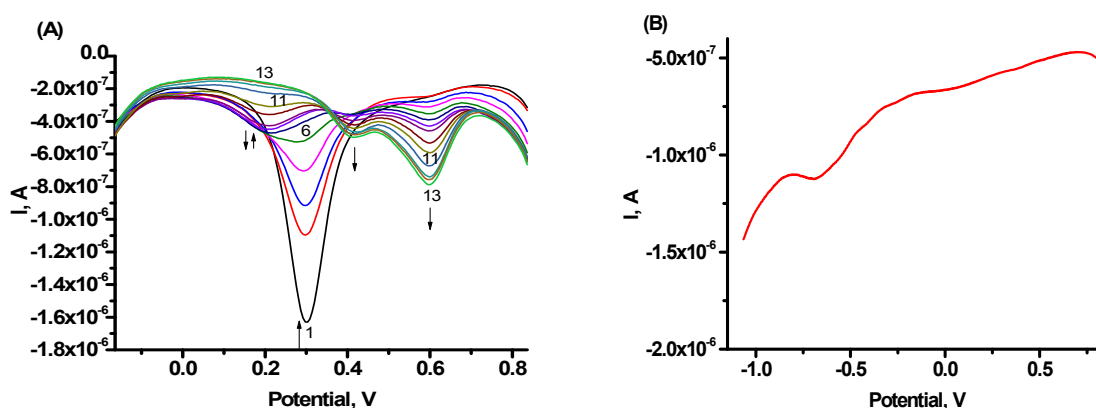 (A)
0.0
-2.0x10⁻⁷
-4.0x10⁻⁷
-6.0x10⁻⁷
-8.0x10⁻⁷
-1.0x10⁻⁶
-1.2x10⁻⁶
-1.4x10⁻⁶
-1.6x10⁻⁶
-1.8x10⁻⁶
I, A
13
11
6
1
11
13
0.0 0.2 0.4 0.6 0.8
Potential, V
(B)
-5.0x10⁻⁷
-1.0x10⁻⁶
-1.5x10⁻⁶
-2.0x10⁻⁶
I, A
-1.0 -0.5 0.0 0.5
Potential, V